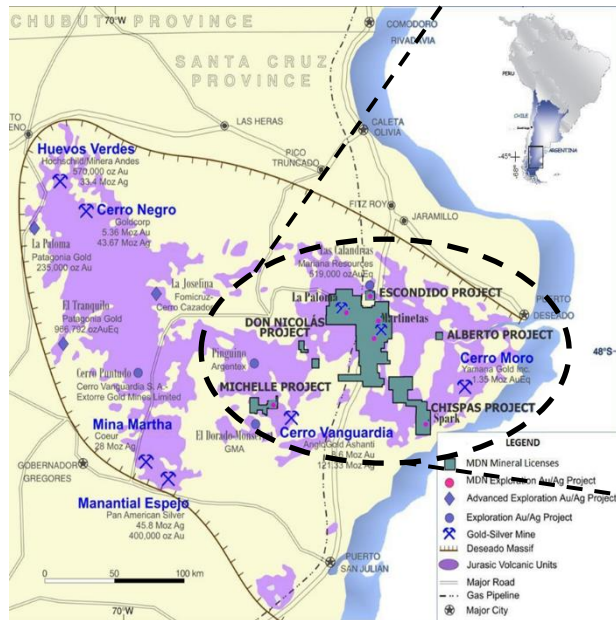 70°W
CHUBUT PROVINCE
COMODORO
RIVADAVIA
SANTA CRUZ
PROVINCE
PERU
CHILE
ARGENTINA
-45°
-68°
LAS HERAS
CALETA
OLIVIA
PICO
TRUNCADO
Huevos Verdes
Hochschild/Minera Andes
570,000 oz Au
33.4 Moz Ag
Cerro Negro
Goldcorp
5.36 Moz Au
43.67 Moz Ag
FITZ ROY
JARAMILLO
La Paloma
Patagonia Gold
235,000 oz Au
Las Calandrias
Mariana Resources
519,000 ozAuEq
La Josefina
Fomicruz-
Cerro Cazador
ESCONDIDO PROJECT
La Paloma
Martinetas
PUERTO
DESEADO
El Tranquilo
Patagonia Gold
DON NICOLÁS
PROJECT
ALBERTO PROJECT
48°S
Cerro Moro
Yamana Gold Inc.
1.35 Moz AuEq
Pinguino
Argentex
Cerro Puntudo
Cerro Vanguardia S. A.-
Extorre Gold Mines Limited
MICHELLE PROJECT
CHISPAS PROJECT
Spark
Mina Martha
Coeur
28 Moz Ag
GMA
Cerro Vanguardia
AngloGold Ashanti
8.6 Moz Au
121.33 Moz Ag
GOBERNADOR
GREGORES
Manantial Espejo
Pan American Silver
45.8 Moz Ag
400,000 oz Au
PUERTO
SAN JULIAN
LEGEND
MDN Mineral Licenses
MDN Exploration Au/Ag Project
Advanced Exploration Au/Ag Project
Exploration Au/Ag Project
Gold-Silver Mine
Deseado Massif
Jurasic Volcanic Units
Major Road
Gas Pipeline
Major City
0 50 100 km
70°W